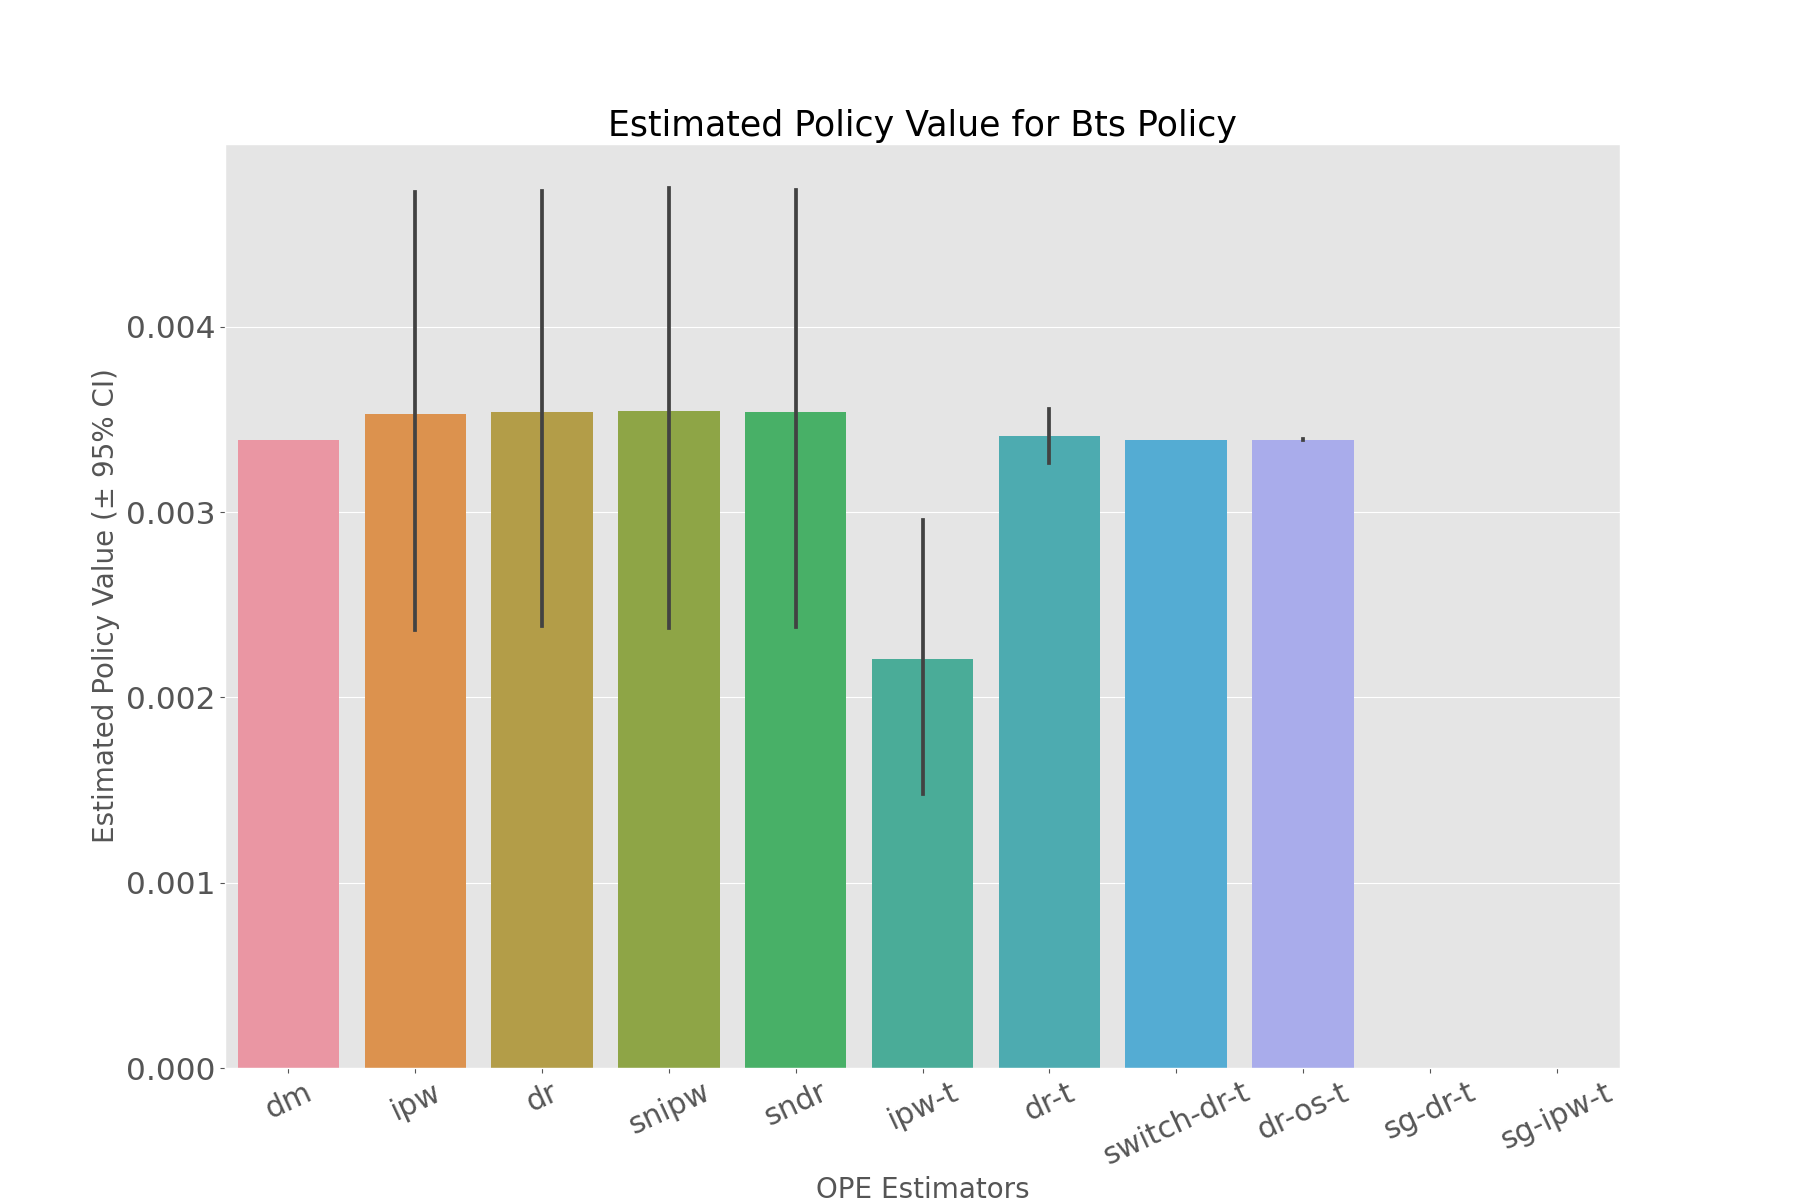 Estimated Policy Value for Bts Policy
Estimated Policy Value (± 95% CI)
0.004
0.003
0.002
0.001
0.000
dm
ipw
dr
snipw
sndr
ipw-t
dr-t
switch-dr-t
dr-os-t
sg-dr-t
sg-ipw-t
OPE Estimators